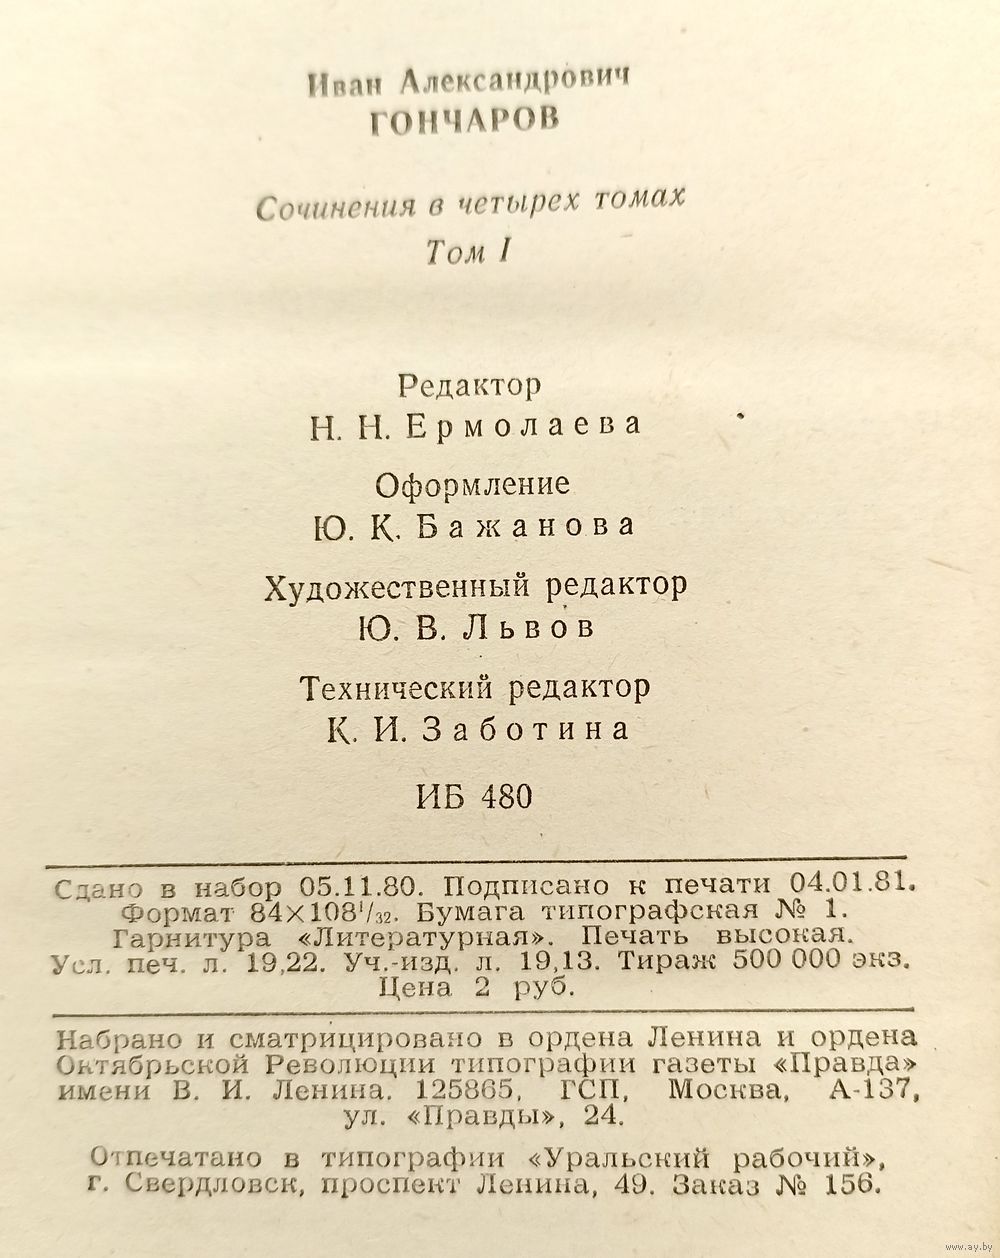 Иван Александрович
ГОНЧАРОВ
Сочинения в четырех томах
Том I
Редактор
Н. Н. Ермолаева
Оформление
Ю. К. Бажанова
Художественный редактор
Ю. В. Львов
Технический редактор
К. И. Заботина
ИБ 480
Сдано в набор 05.11.80. Подписано к печати 04.01.81.
Формат 84×108¹/₃₂. Бумага типографская № 1.
Гарнитура «Литературная». Печать высокая.
Усл. печ. л. 19,22. Уч.-изд. л. 19,13. Тираж 500 000 экз.
Цена 2 руб.
Набрано и сматрицировано в ордена Ленина и ордена
Октябрьской Революции типографии газеты «Правда»
имени В. И. Ленина. 125865, ГСП, Москва, А-137,
ул. «Правды», 24.
Отпечатано в типографии «Уральский рабочий»,
г. Свердловск, проспект Ленина, 49. Заказ № 156.
www.ay.by